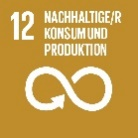 12 NACHHALTIGE/R
KONSUM UND
PRODUKTION